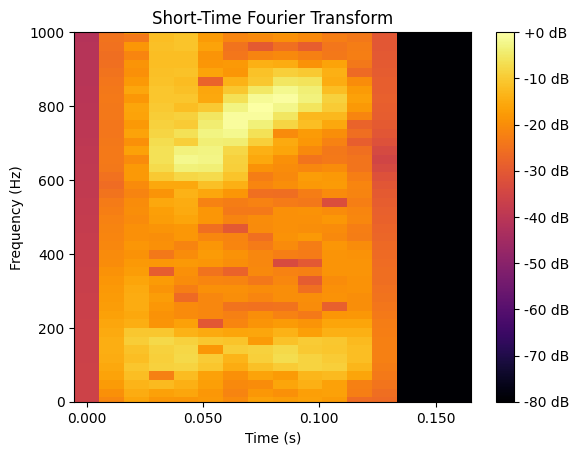 Short-Time Fourier Transform
1000
800
600
400
200
0
Frequency (Hz)
0.000
0.050
0.100
0.150
Time (s)
+0 dB
-10 dB
-20 dB
-30 dB
-40 dB
-50 dB
-60 dB
-70 dB
-80 dB